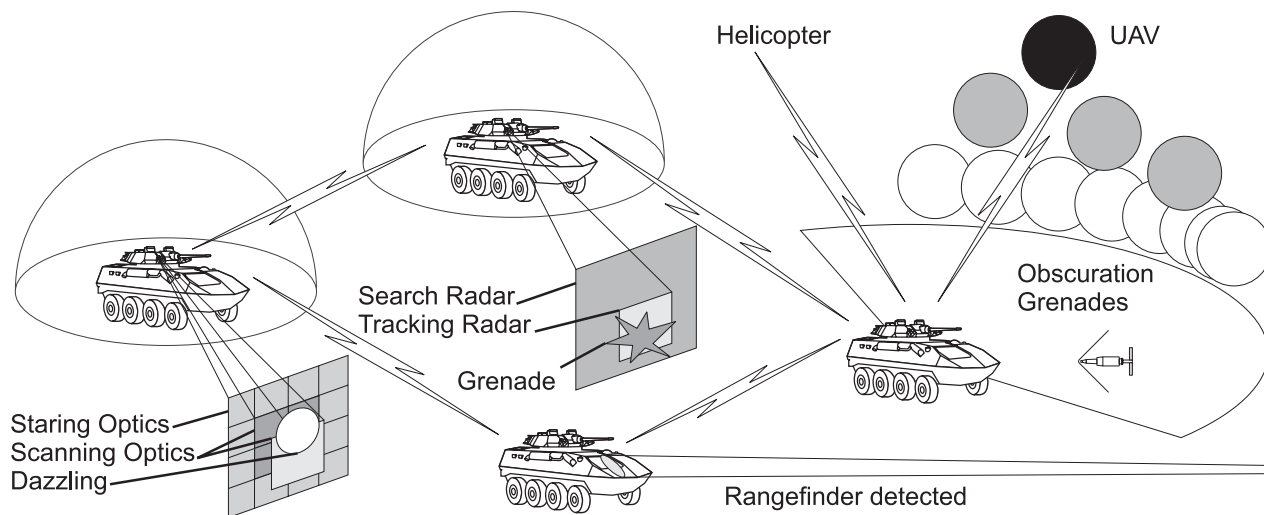 Helicopter
UAV
Obscuration
Grenades
Search Radar
Tracking Radar
Grenade
Staring Optics
Scanning Optics
Dazzling
Rangefinder detected